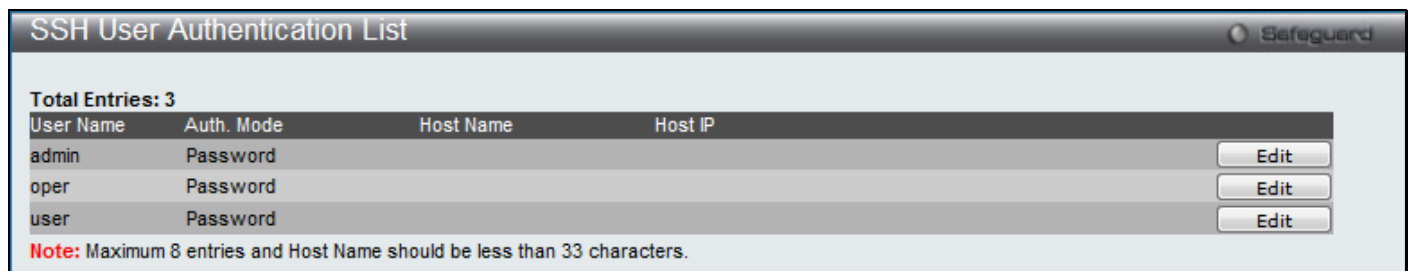 SSH User Authentication List Safeguard
Total Entries: 3
User Name Auth. Mode Host Name Host IP
admin Password Edit
oper Password Edit
user Password Edit
Note: Maximum 8 entries and Host Name should be less than 33 characters.